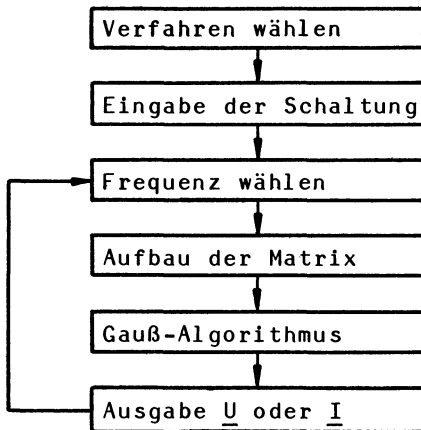 Verfahren wählen
Eingabe der Schaltung
Frequenz wählen
Aufbau der Matrix
Gauß-Algorithmus
Ausgabe U oder I